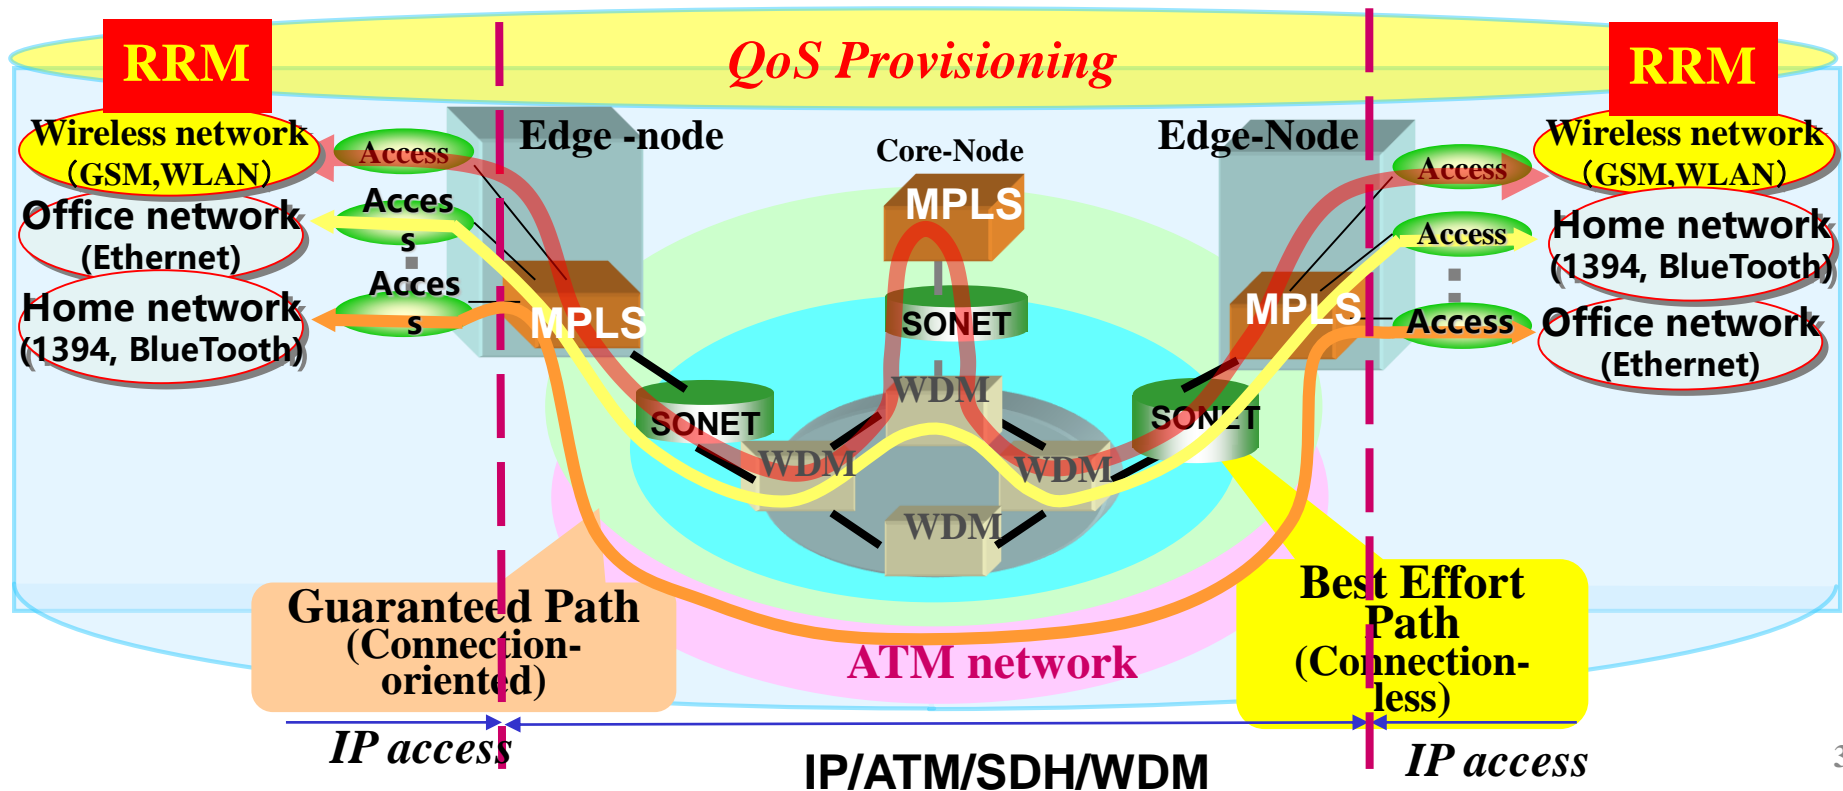 RRM
QoS Provisioning
RRM
Wireless network
(GSM,WLAN)
Access
Edge -node
Core-Node
Edge-Node
Access
Wireless network
(GSM,WLAN)
Office network
(Ethernet)
Acces
s
MPLS
Access
Home network
(1394, BlueTooth)
Home network
(1394, BlueTooth)
Acces
s
MPLS
SONET
MPLS
Access
Office network
(Ethernet)
SONET
WDM
SONET
WDM
WDM
WDM
Guaranteed Path
(Connection-
oriented)
ATM network
Best Effort
Path
(Connection-
less)
IP access
IP/ATM/SDH/WDM
IP access
3